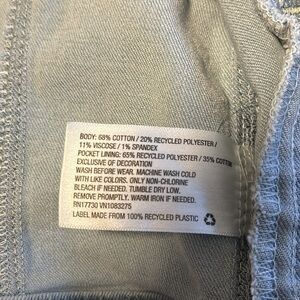 BODY: 68% COTTON / 20% RECYCLED POLYESTER /
11% VISCOSE / 1% SPANDEX
POCKET LINING: 65% RECYCLED POLYESTER / 35% COTTON
EXCLUSIVE OF DECORATION
WASH BEFORE WEAR. MACHINE WASH COLD
WITH LIKE COLORS. ONLY NON-CHLORINE
BLEACH IF NEEDED. TUMBLE DRY LOW.
REMOVE PROMPTLY. WARM IRON IF NEEDED.
RN17730 VN1083275
LABEL MADE FROM 100% RECYCLED PLASTIC